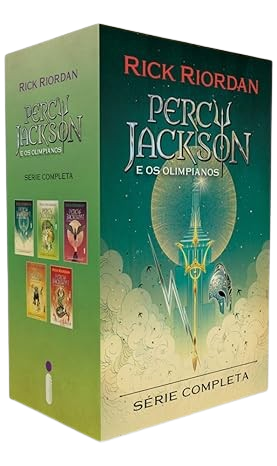 RICK RIORDAN
PERCY
JACKSON
E OS OLIMPIANOS
SÉRIE COMPLETA
RICK RIORDAN
PERCY
JACKSON
E OS OLIMPIANOS
SÉRIE COMPLETA